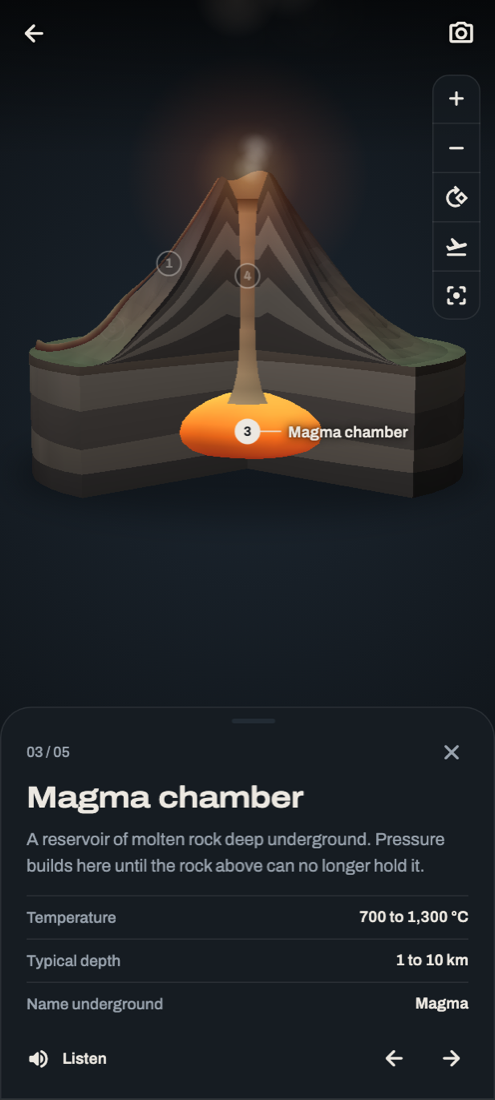 1
4
3
Magma chamber
03 / 05
Magma chamber
A reservoir of molten rock deep underground. Pressure
builds here until the rock above can no longer hold it.
Temperature 700 to 1,300 °C
Typical depth 1 to 10 km
Name underground Magma
Listen